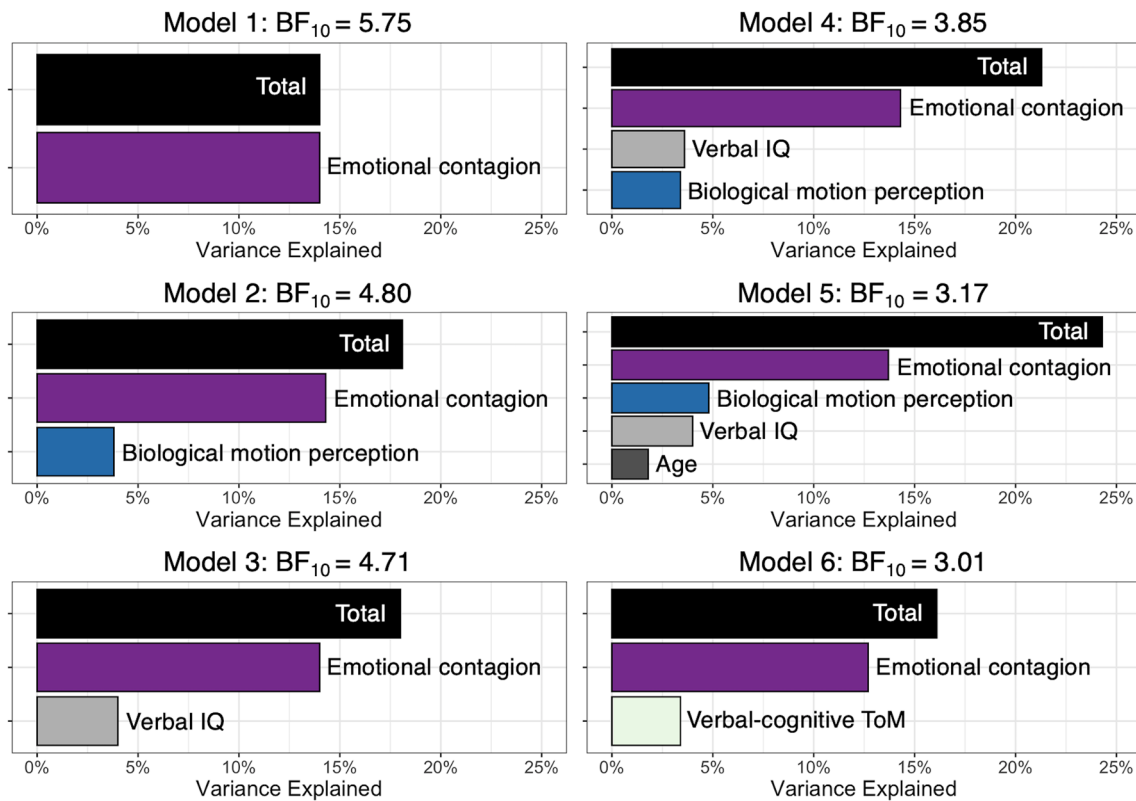 Model 1: BF₁₀ = 5.75
Total
Emotional contagion
0% 5% 10% 15% 20% 25%
Variance Explained
Model 4: BF₁₀ = 3.85
Total
Emotional contagion
Verbal IQ
Biological motion perception
0% 5% 10% 15% 20% 25%
Variance Explained
Model 2: BF₁₀ = 4.80
Total
Emotional contagion
Biological motion perception
0% 5% 10% 15% 20% 25%
Variance Explained
Model 5: BF₁₀ = 3.17
Total
Emotional contagion
Biological motion perception
Verbal IQ
Age
0% 5% 10% 15% 20% 25%
Variance Explained
Model 3: BF₁₀ = 4.71
Total
Emotional contagion
Verbal IQ
0% 5% 10% 15% 20% 25%
Variance Explained
Model 6: BF₁₀ = 3.01
Total
Emotional contagion
Verbal-cognitive ToM
0% 5% 10% 15% 20% 25%
Variance Explained